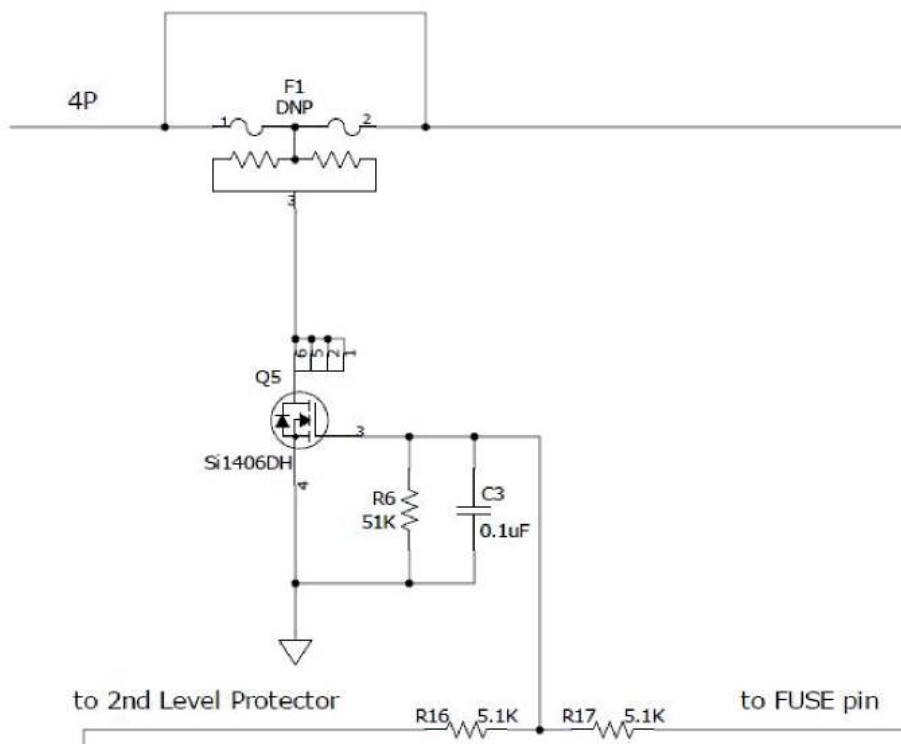 F1
DNP
4P
1
2
3
6
5
2
1
Q5
3
Si1406DH
4
R6
51K
C3
0.1uF
to 2nd Level Protector
R16 5.1K
R17 5.1K
to FUSE pin